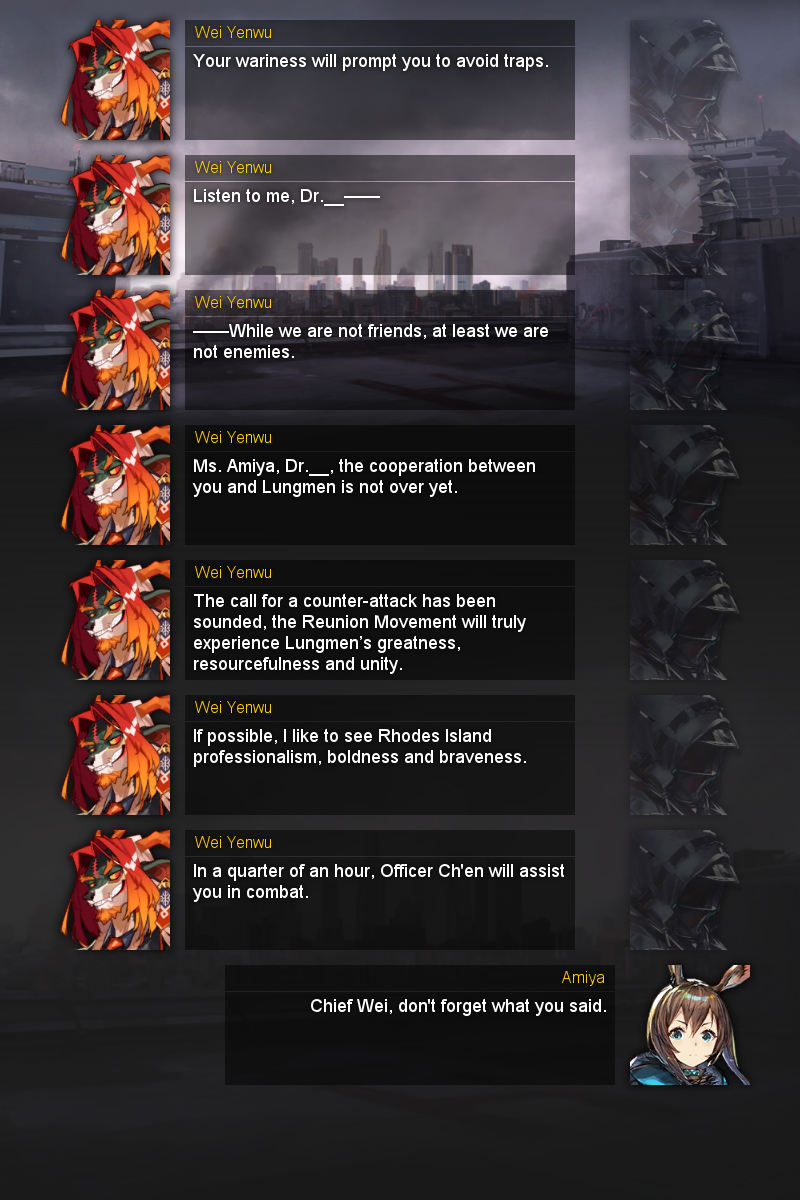 Wei Yenwu
Your wariness will prompt you to avoid traps.
Wei Yenwu
Listen to me, Dr.__——
Wei Yenwu
——While we are not friends, at least we are
not enemies.
Wei Yenwu
Ms. Amiya, Dr.__, the cooperation between
you and Lungmen is not over yet.
Wei Yenwu
The call for a counter-attack has been
sounded, the Reunion Movement will truly
experience Lungmen’s greatness,
resourcefulness and unity.
Wei Yenwu
If possible, I like to see Rhodes Island
professionalism, boldness and braveness.
Wei Yenwu
In a quarter of an hour, Officer Ch'en will assist
you in combat.
Amiya
Chief Wei, don't forget what you said.